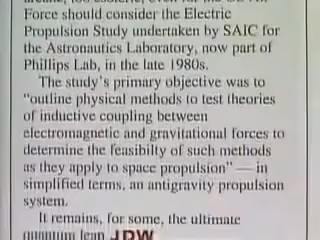 Force should consider the Electric
Propulsion Study undertaken by SAIC for
the Astronautics Laboratory, now part of
Phillips Lab, in the late 1980s.
The study's primary objective was to
"outline physical methods to test theories
of inductive coupling between
electromagnetic and gravitational forces to
determine the feasibilty of such methods
as they apply to space propulsion" — in
simplified terms, an antigravity propulsion
system.
It remains, for some, the ultimate
quantum leap JDW